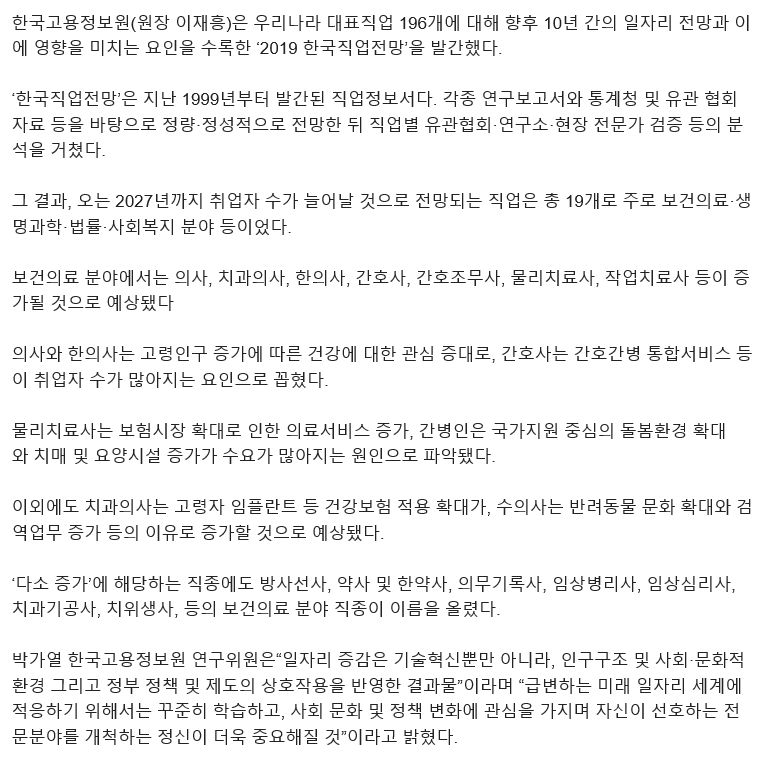 한국고용정보원(원장 이재흥)은 우리나라 대표직업 196개에 대해 향후 10년 간의 일자리 전망과 이
에 영향을 미치는 요인을 수록한 ‘2019 한국직업전망’을 발간했다.
‘한국직업전망’은 지난 1999년부터 발간된 직업정보서다. 각종 연구보고서와 통계청 및 유관 협회
자료 등을 바탕으로 정량·정성적으로 전망한 뒤 직업별 유관협회·연구소·현장 전문가 검증 등의 분
석을 거쳤다.
그 결과, 오는 2027년까지 취업자 수가 늘어날 것으로 전망되는 직업은 총 19개로 주로 보건의료·생
명과학·법률·사회복지 분야 등이었다.
보건의료 분야에서는 의사, 치과의사, 한의사, 간호사, 간호조무사, 물리치료사, 작업치료사 등이 증
가될 것으로 예상됐다
의사와 한의사는 고령인구 증가에 따른 건강에 대한 관심 증대로, 간호사는 간호간병 통합서비스 등
이 취업자 수가 많아지는 요인으로 꼽혔다.
물리치료사는 보험시장 확대로 인한 의료서비스 증가, 간병인은 국가지원 중심의 돌봄환경 확대
와 치매 및 요양시설 증가가 수요가 많아지는 원인으로 파악됐다.
이외에도 치과의사는 고령자 임플란트 등 건강보험 적용 확대가, 수의사는 반려동물 문화 확대와 검
역업무 증가 등의 이유로 증가할 것으로 예상됐다.
‘다소 증가’에 해당하는 직종에도 방사선사, 약사 및 한약사, 의무기록사, 임상병리사, 임상심리사,
치과기공사, 치위생사, 등의 보건의료 분야 직종이 이름을 올렸다.
박가열 한국고용정보원 연구위원은“일자리 증감은 기술혁신뿐만 아니라, 인구구조 및 사회·문화적
환경 그리고 정부 정책 및 제도의 상호작용을 반영한 결과물”이라며 “급변하는 미래 일자리 세계에
적응하기 위해서는 꾸준히 학습하고, 사회 문화 및 정책 변화에 관심을 가지며 자신이 선호하는 전
문분야를 개척하는 정신이 더욱 중요해질 것”이라고 밝혔다.